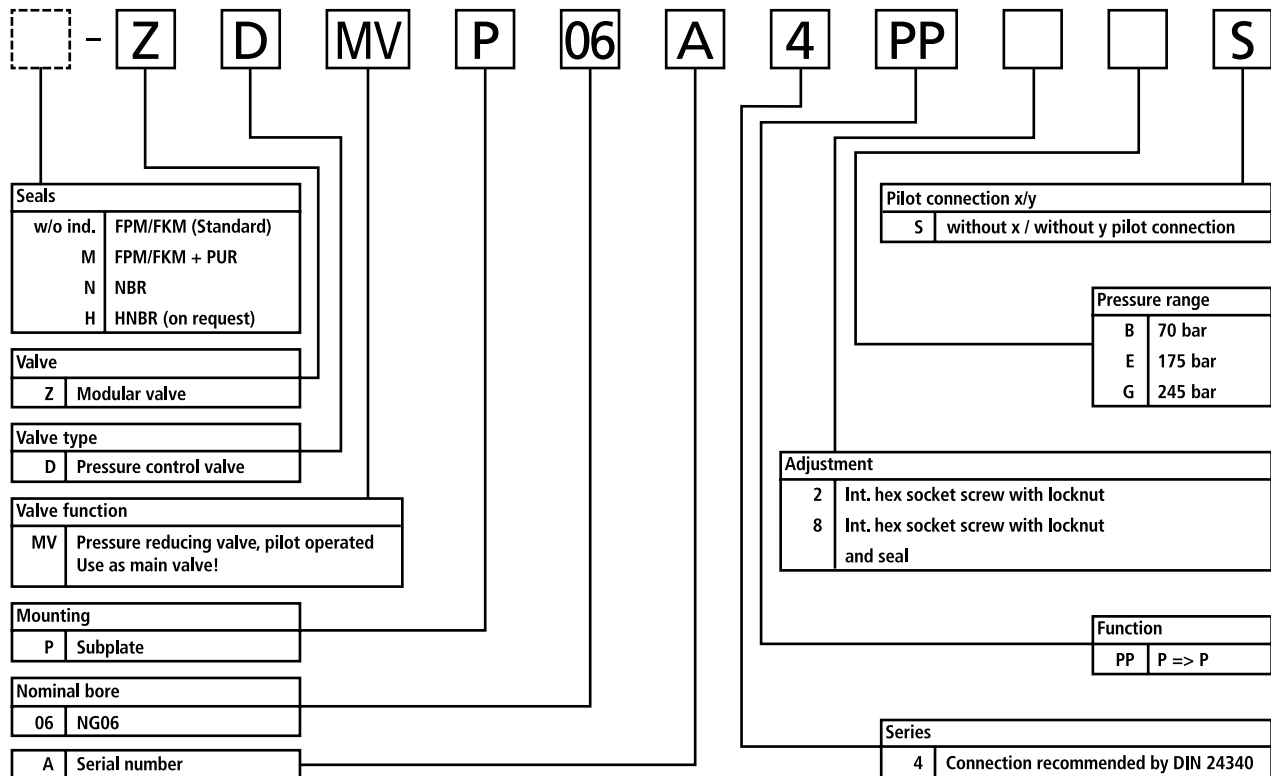 - Z D MV P 06 A 4 PP S
Seals
w/o ind. FPM/FKM (Standard)
M FPM/FKM + PUR
N NBR
H HNBR (on request)
Valve
Z Modular valve
Valve type
D Pressure control valve
Valve function
MV Pressure reducing valve, pilot operated
Use as main valve!
Mounting
P Subplate
Nominal bore
06 NG06
A Serial number
Pilot connection x/y
S without x / without y pilot connection
Pressure range
B 70 bar
E 175 bar
G 245 bar
Adjustment
2 Int. hex socket screw with locknut
8 Int. hex socket screw with locknut
and seal
Function
PP P => P
Series
4 Connection recommended by DIN 24340